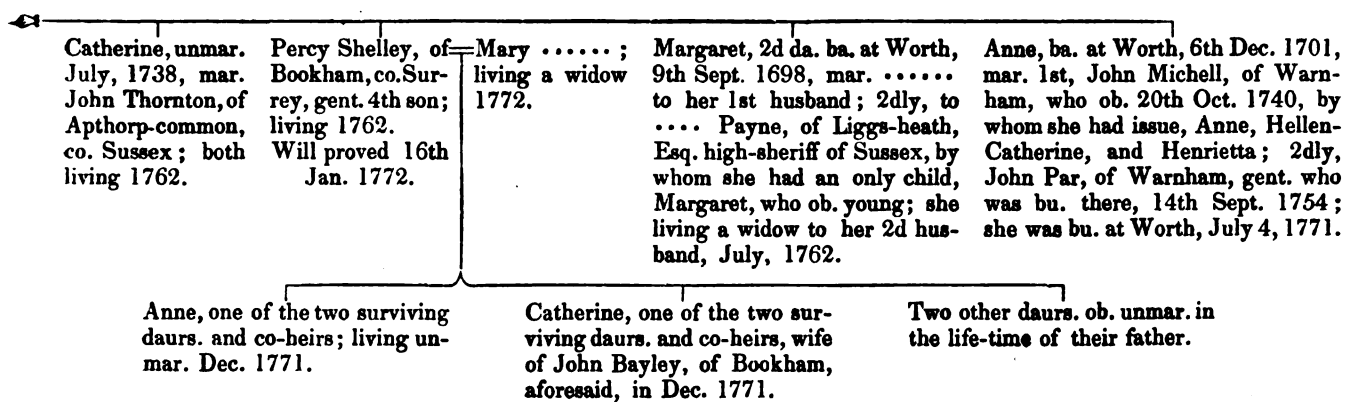 Catherine, unmar.
July, 1738, mar.
John Thornton, of
Apthorp-common,
co. Sussex; both
living 1762.
Percy Shelley, of
Bookham, co. Sur-
rey, gent. 4th son;
living 1762.
Will proved 16th
Jan. 1772.
Mary ······ ;
living a widow
1772.
Margaret, 2d da. ba. at Worth,
9th Sept. 1698, mar. ······
to her 1st husband; 2dly, to
···· Payne, of Liggs-heath,
Esq. high-sheriff of Sussex, by
whom she had an only child,
Margaret, who ob. young; she
living a widow to her 2d hus-
band, July, 1762.
Anne, ba. at Worth, 6th Dec. 1701,
mar. 1st, John Michell, of Warn-
ham, who ob. 20th Oct. 1740, by
whom she had issue, Anne, Hellen-
Catherine, and Henrietta; 2dly,
John Par, of Warnham, gent. who
was bu. there, 14th Sept. 1754;
she was bu. at Worth, July 4, 1771.
Anne, one of the two surviving
daurs. and co-heirs; living un-
mar. Dec. 1771.
Catherine, one of the two sur-
viving daurs. and co-heirs, wife
of John Bayley, of Bookham,
aforesaid, in Dec. 1771.
Two other daurs. ob. unmar. in
the life-time of their father.